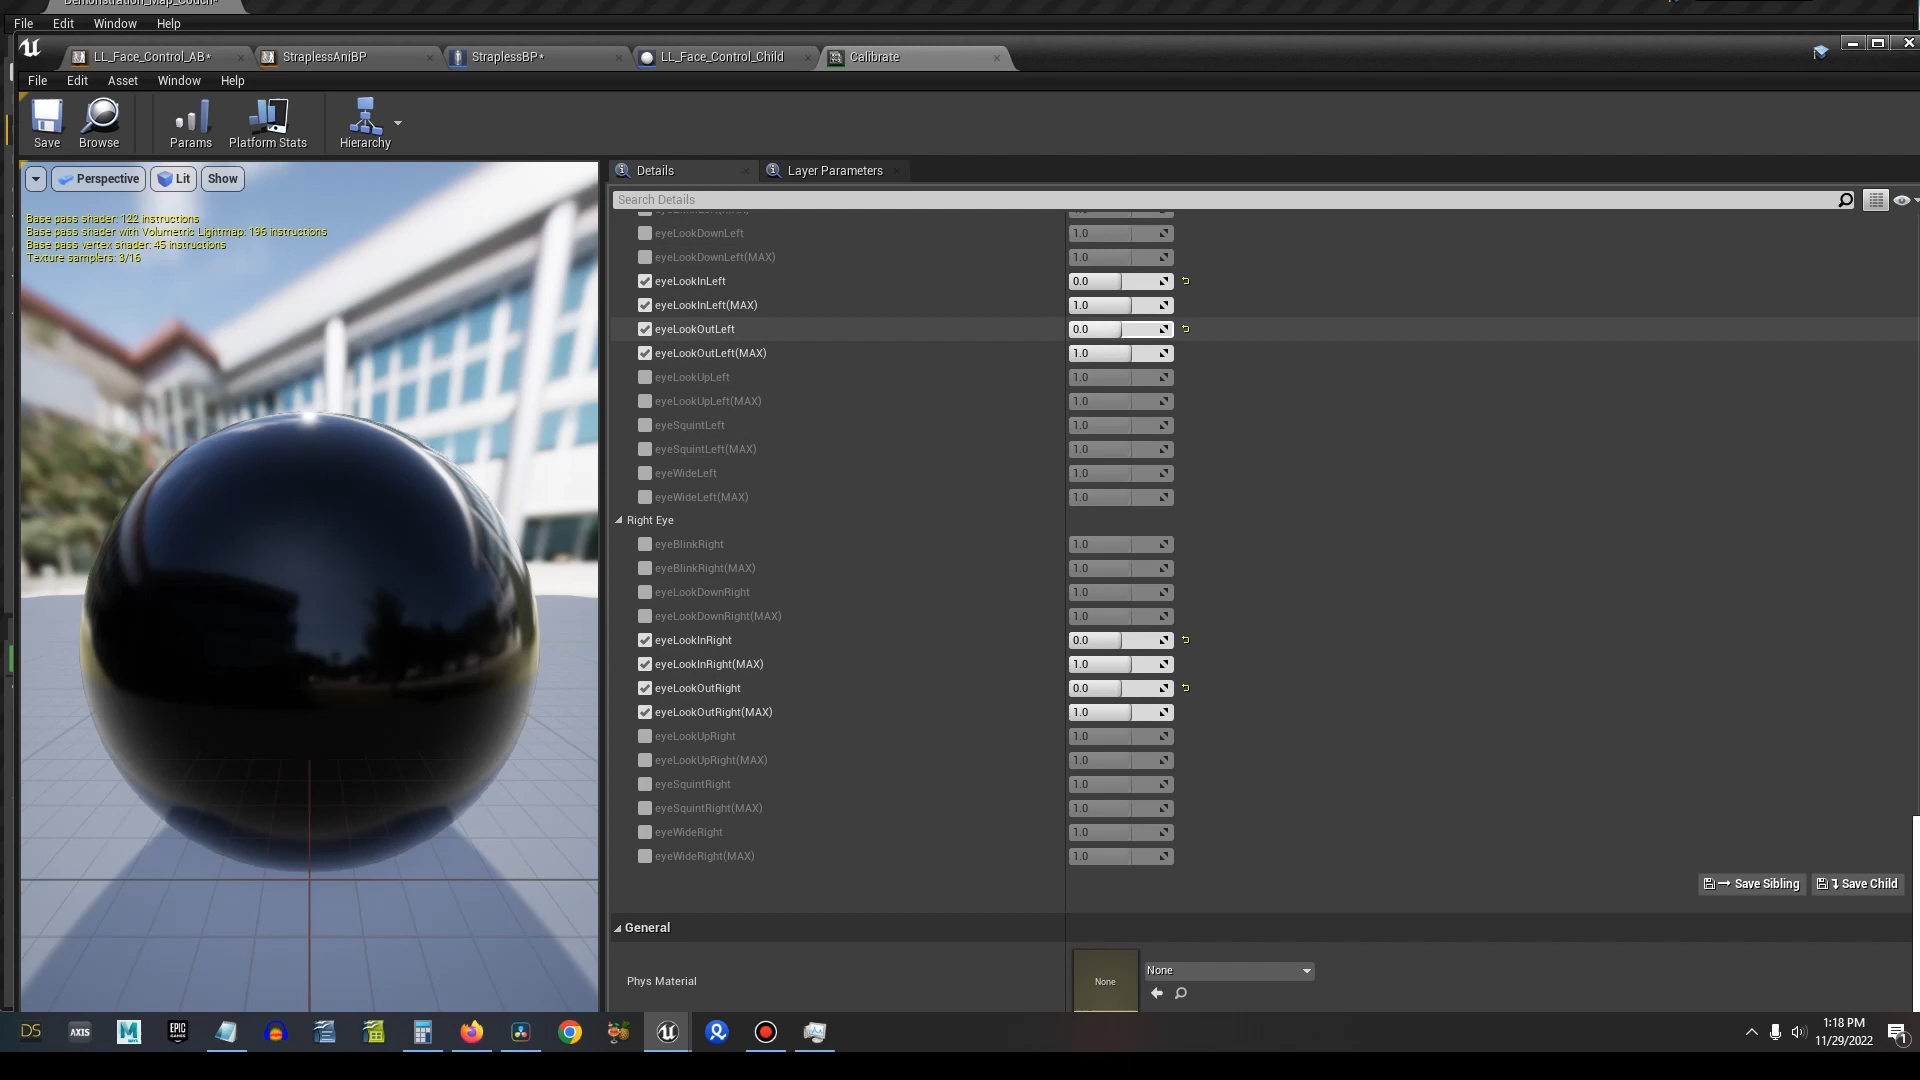 Demonstration_Map_Couch*
File Edit Window Help
LL_Face_Control_AB* StraplessAniBP StraplessBP* LL_Face_Control_Child Calibrate
File Edit Asset Window Help
Save Browse Params Platform Stats Hierarchy
Perspective Lit Show
Base pass shader: 122 instructions
Base pass shader with Volumetric Lightmap: 196 instructions
Base pass vertex shader: 45 instructions
Texture samplers: 3/16
Details Layer Parameters
Search Details
eyeLookDownLeft 1.0
eyeLookDownLeft(MAX) 1.0
eyeLookInLeft 0.0
eyeLookInLeft(MAX) 1.0
eyeLookOutLeft 0.0
eyeLookOutLeft(MAX) 1.0
eyeLookUpLeft 1.0
eyeLookUpLeft(MAX) 1.0
eyeSquintLeft 1.0
eyeSquintLeft(MAX) 1.0
eyeWideLeft 1.0
eyeWideLeft(MAX) 1.0
Right Eye
eyeBlinkRight 1.0
eyeBlinkRight(MAX) 1.0
eyeLookDownRight 1.0
eyeLookDownRight(MAX) 1.0
eyeLookInRight 0.0
eyeLookInRight(MAX) 1.0
eyeLookOutRight 0.0
eyeLookOutRight(MAX) 1.0
eyeLookUpRight 1.0
eyeLookUpRight(MAX) 1.0
eyeSquintRight 1.0
eyeSquintRight(MAX) 1.0
eyeWideRight 1.0
eyeWideRight(MAX) 1.0
Save Sibling Save Child
General
Phys Material None None
DS AXIS M EPIC GAMES
1:18 PM
11/29/2022
1